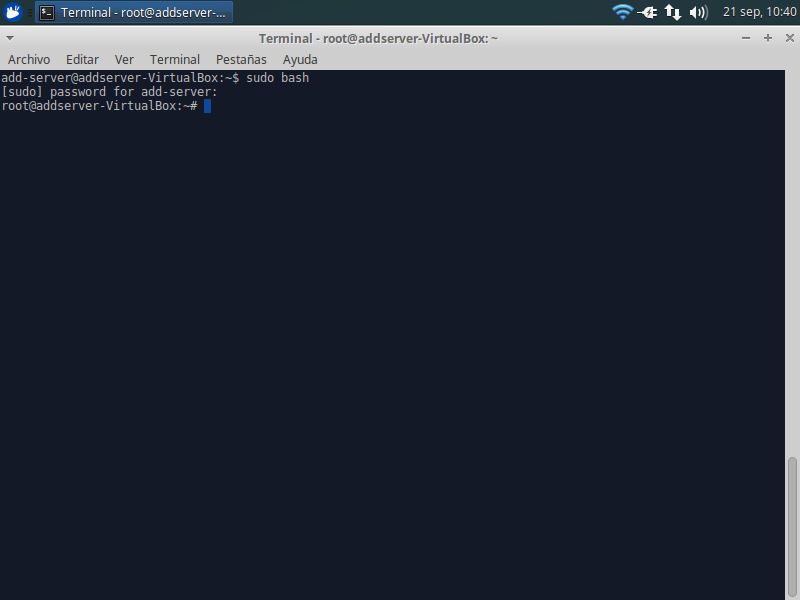 Terminal - root@addserver-...
21 sep, 10:40
Terminal - root@addserver-VirtualBox: ~
Archivo Editar Ver Terminal Pestañas Ayuda
add-server@addserver-VirtualBox:~$ sudo bash
[sudo] password for add-server:
root@addserver-VirtualBox:~#